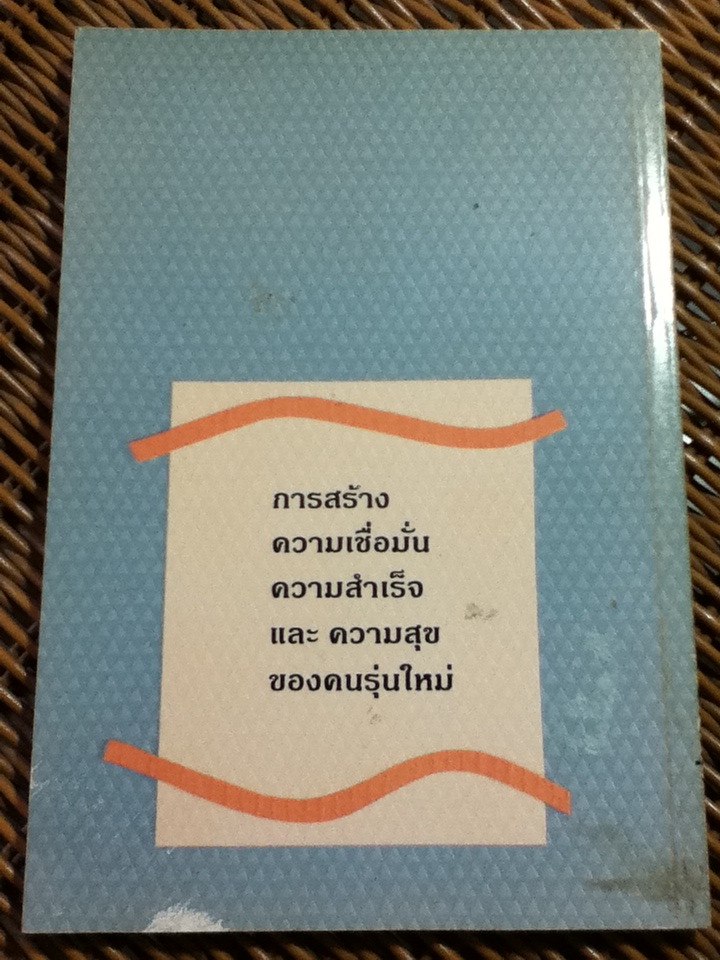 การสร้าง
ความเชื่อมั่น
ความสำเร็จ
และ ความสุข
ของคนรุ่นใหม่